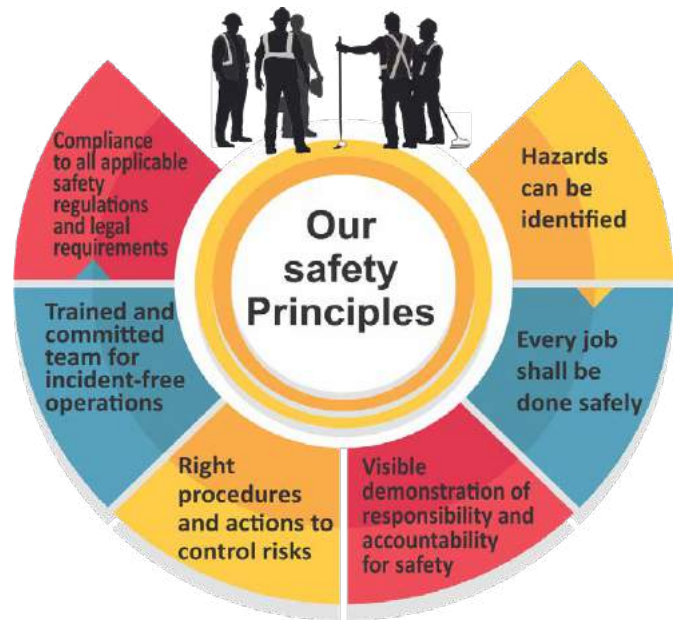 Our
safety
Principles
Hazards
can be
identified
Every job
shall be
done safely
Visible
demonstration of
responsibility and
accountability
for safety
Right
procedures
and actions to
control risks
Trained and
committed
team for
incident-free
operations
Compliance
to all applicable
safety
regulations
and legal
requirements